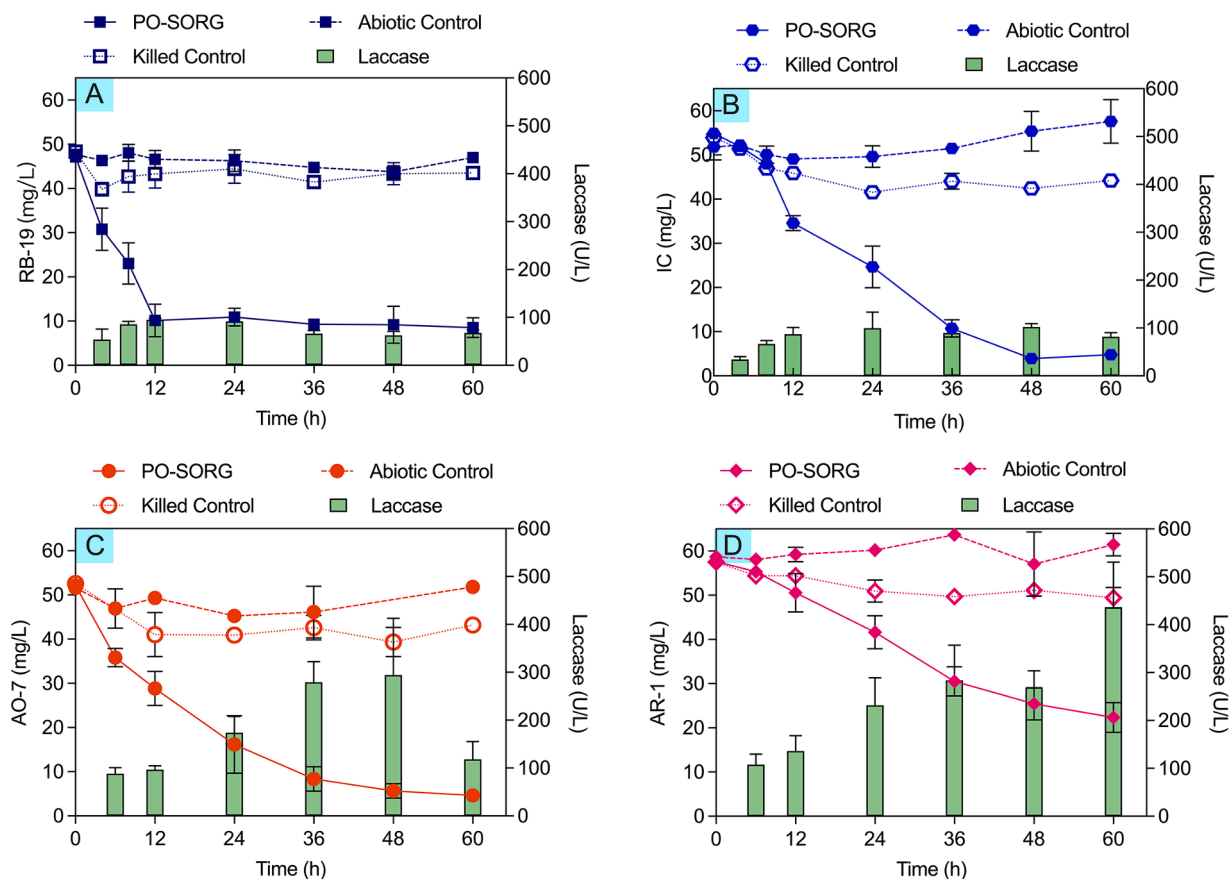 PO-SORG Abiotic Control
Killed Control Laccase
A
RB-19 (mg/L)
60
50
40
30
20
10
0
600
500
400
300
200
100
0
Laccase (U/L)
0 12 24 36 48 60
Time (h)
PO-SORG Abiotic Control
Killed Control Laccase
B
IC (mg/L)
60
50
40
30
20
10
0
600
500
400
300
200
100
0
Laccase (U/L)
0 12 24 36 48 60
Time (h)
PO-SORG Abiotic Control
Killed Control Laccase
C
AO-7 (mg/L)
60
50
40
30
20
10
0
600
500
400
300
200
100
0
Laccase (U/L)
0 12 24 36 48 60
Time (h)
PO-SORG Abiotic Control
Killed Control Laccase
D
AR-1 (mg/L)
60
50
40
30
20
10
0
600
500
400
300
200
100
0
Laccase (U/L)
0 12 24 36 48 60
Time (h)